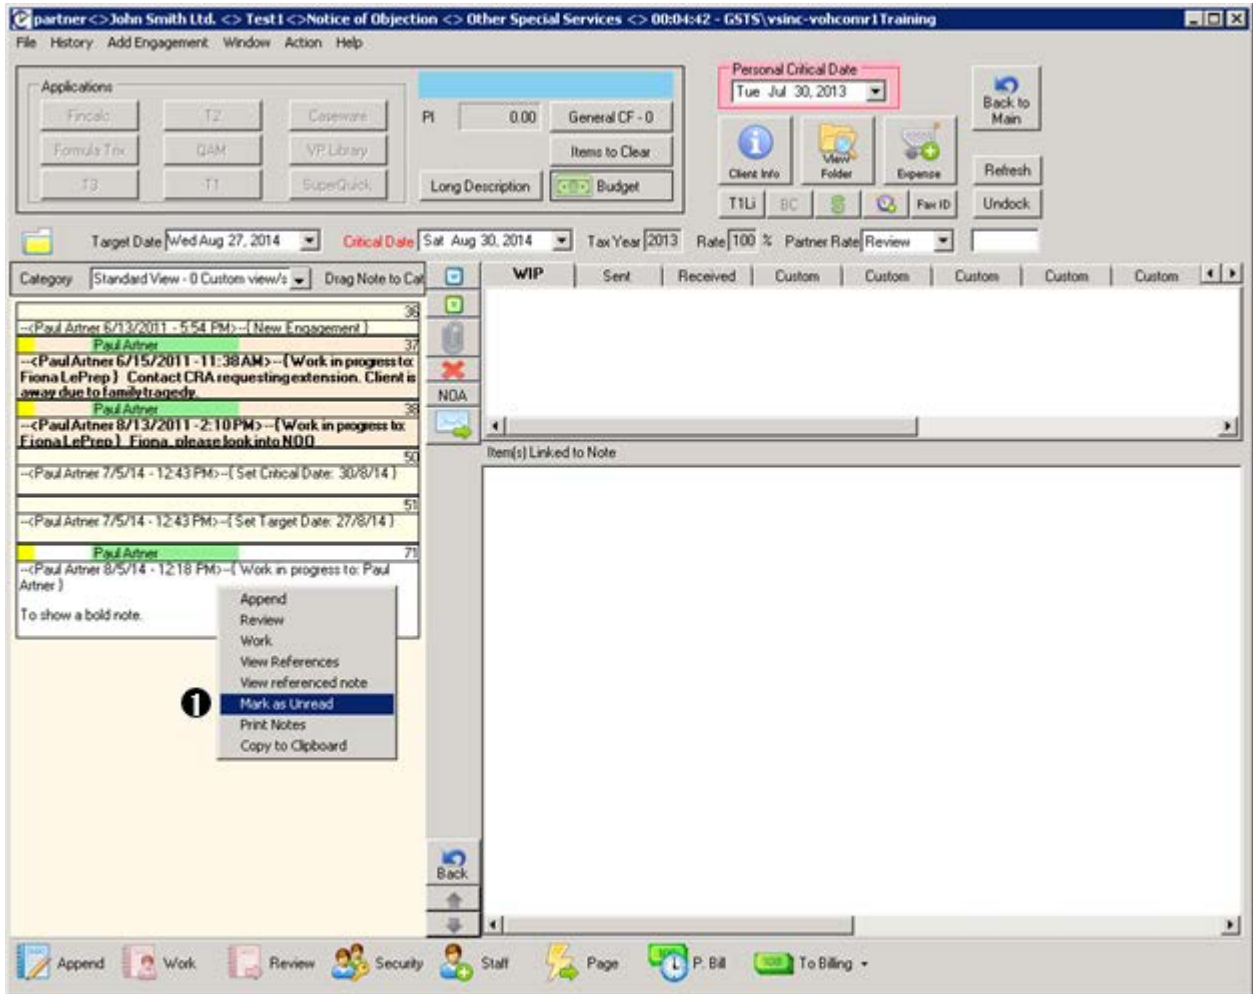 partner<>John Smith Ltd. <> Test1<>Notice of Objection <> Other Special Services <> 00:04:42 - GSTS\vsinc-vohcomr1Training
File History Add Engagement Window Action Help
Applications
Fincalc T2 Caseware
Formula Trix QAM VP Library
T3 T1 SuperQuick
PI 0.00 General CF - 0
Items to Clear
Long Description Budget
Personal Critical Date
Tue Jul 30, 2013
Back to
Main
Client Info
View
Folder
Expense
Refresh
T1Li BC Fax ID Undock
Target Date Wed Aug 27, 2014 Critical Date Sat Aug 30, 2014 Tax Year 2013 Rate 100 % Partner Rate Review
Category Standard View - 0 Custom view/s Drag Note to Cat
WIP Sent Received Custom Custom Custom Custom Custom
36
--<Paul Artner 6/13/2011 - 5:54 PM>--{ New Engagement }
Paul Artner 37
--<Paul Artner 6/15/2011 - 11:38 AM>--{ Work in progress to:
Fiona LePrep } Contact CRA requesting extension. Client is
away due to family tragedy.
Paul Artner 38
--<Paul Artner 8/13/2011 - 2:10 PM>--{ Work in progress to:
Fiona LePrep } Fiona, please look into NOO
50
--<Paul Artner 7/5/14 - 12:43 PM>--{ Set Critical Date: 30/8/14 }
51
--<Paul Artner 7/5/14 - 12:43 PM>--{ Set Target Date: 27/8/14 }
Paul Artner 71
--<Paul Artner 8/5/14 - 12:18 PM>--{ Work in progress to: Paul
Artner }
To show a bold note.
NOA
Item(s) Linked to Note
Append
Review
Work
View References
View referenced note
1 Mark as Unread
Print Notes
Copy to Clipboard
Back
Append Work Review Security Staff Page P. Bill To Billing